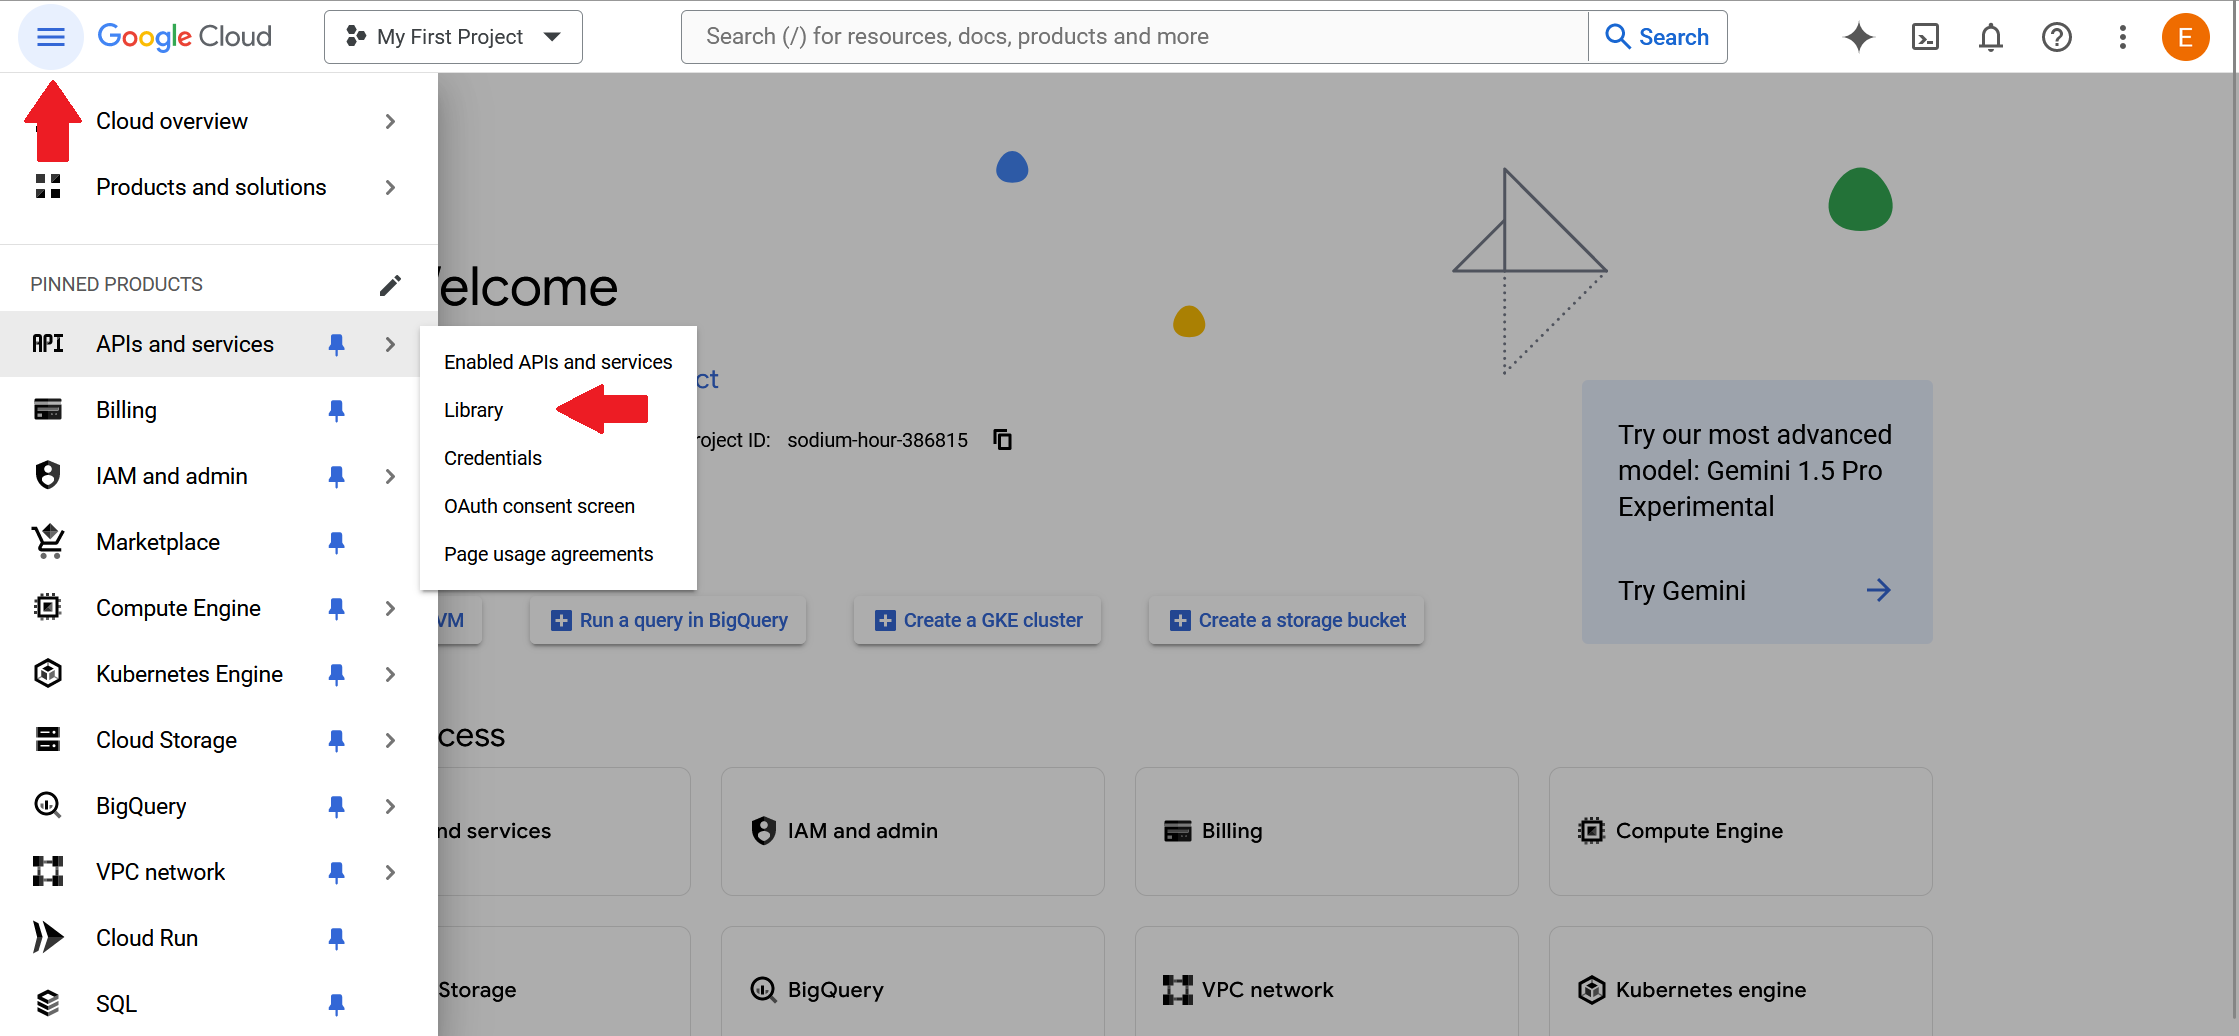 Google Cloud
My First Project
Search (/) for resources, docs, products and more
Search
E
Cloud overview
Products and solutions
PINNED PRODUCTS
API APIs and services
Billing
IAM and admin
Marketplace
Compute Engine
Kubernetes Engine
Cloud Storage
BigQuery
VPC network
Cloud Run
SQL
Enabled APIs and services
Library
Credentials
OAuth consent screen
Page usage agreements
elcome
ct
roject ID: sodium-hour-386815
Try our most advanced
model: Gemini 1.5 Pro
Experimental
Try Gemini
VM
Run a query in BigQuery
Create a GKE cluster
Create a storage bucket
cess
nd services
IAM and admin
Billing
Compute Engine
Storage
BigQuery
VPC network
Kubernetes engine